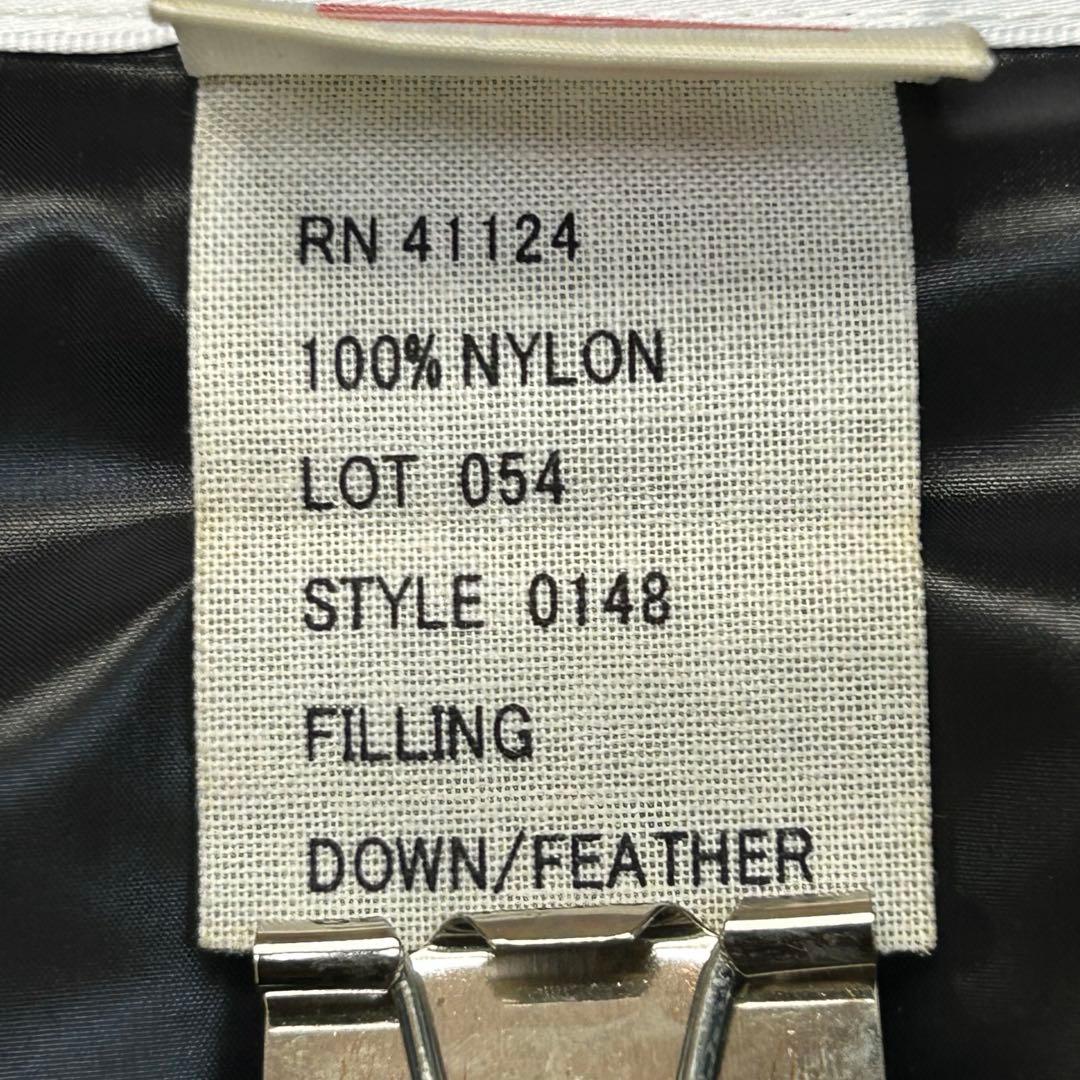 RN 41124
100% NYLON
LOT 054
STYLE 0148
FILLING
DOWN/FEATHER